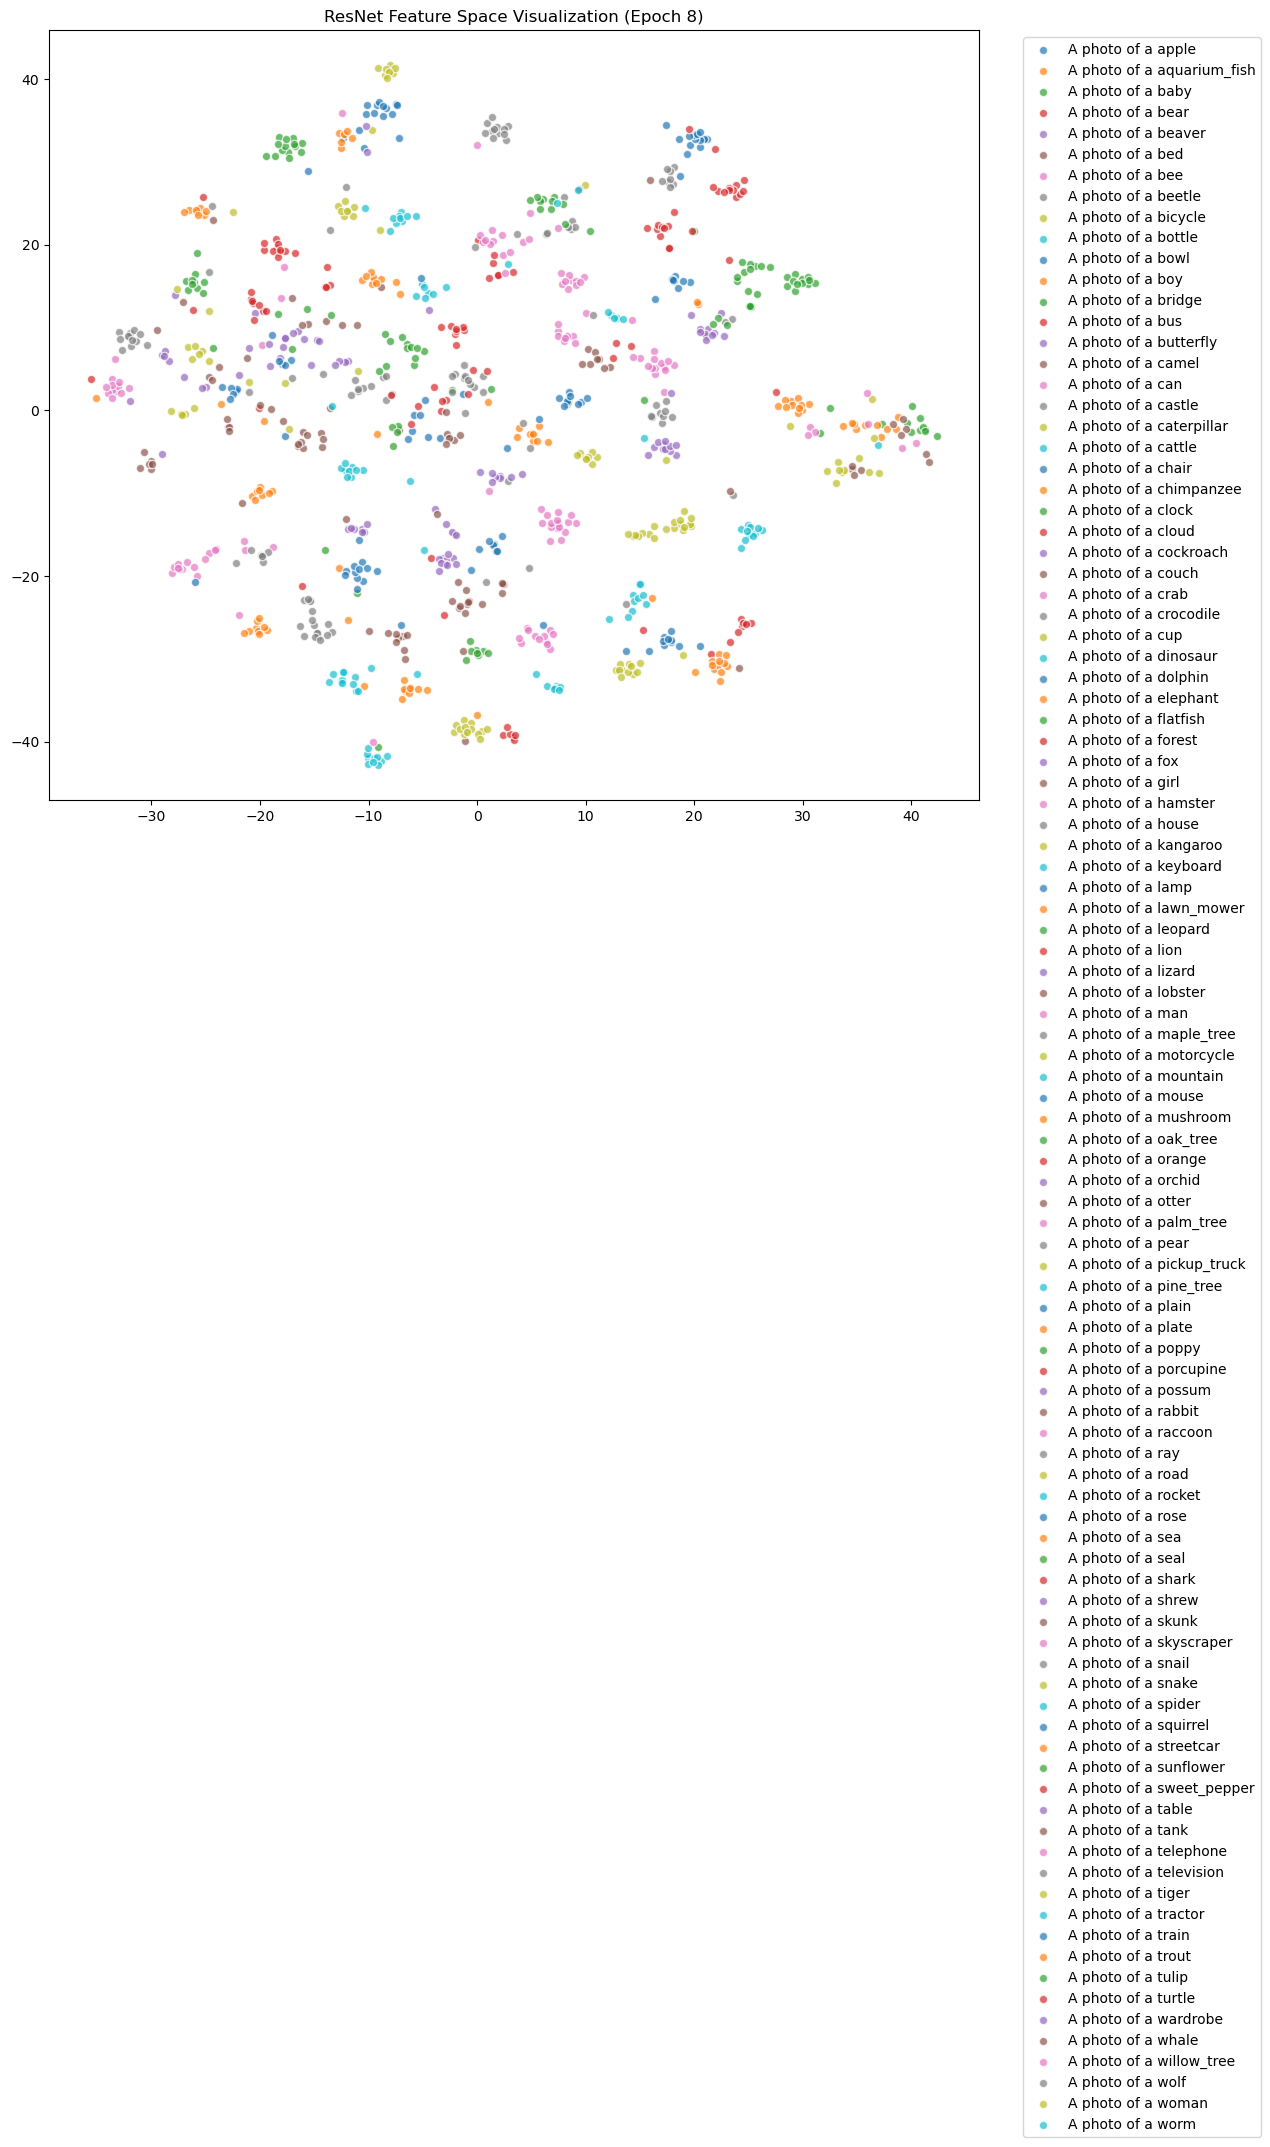 ResNet Feature Space Visualization (Epoch 8)
40
20
0
−20
−40
−30
−20
−10
0
10
20
30
40
A photo of a apple
A photo of a aquarium_fish
A photo of a baby
A photo of a bear
A photo of a beaver
A photo of a bed
A photo of a bee
A photo of a beetle
A photo of a bicycle
A photo of a bottle
A photo of a bowl
A photo of a boy
A photo of a bridge
A photo of a bus
A photo of a butterfly
A photo of a camel
A photo of a can
A photo of a castle
A photo of a caterpillar
A photo of a cattle
A photo of a chair
A photo of a chimpanzee
A photo of a clock
A photo of a cloud
A photo of a cockroach
A photo of a couch
A photo of a crab
A photo of a crocodile
A photo of a cup
A photo of a dinosaur
A photo of a dolphin
A photo of a elephant
A photo of a flatfish
A photo of a forest
A photo of a fox
A photo of a girl
A photo of a hamster
A photo of a house
A photo of a kangaroo
A photo of a keyboard
A photo of a lamp
A photo of a lawn_mower
A photo of a leopard
A photo of a lion
A photo of a lizard
A photo of a lobster
A photo of a man
A photo of a maple_tree
A photo of a motorcycle
A photo of a mountain
A photo of a mouse
A photo of a mushroom
A photo of a oak_tree
A photo of a orange
A photo of a orchid
A photo of a otter
A photo of a palm_tree
A photo of a pear
A photo of a pickup_truck
A photo of a pine_tree
A photo of a plain
A photo of a plate
A photo of a poppy
A photo of a porcupine
A photo of a possum
A photo of a rabbit
A photo of a raccoon
A photo of a ray
A photo of a road
A photo of a rocket
A photo of a rose
A photo of a sea
A photo of a seal
A photo of a shark
A photo of a shrew
A photo of a skunk
A photo of a skyscraper
A photo of a snail
A photo of a snake
A photo of a spider
A photo of a squirrel
A photo of a streetcar
A photo of a sunflower
A photo of a sweet_pepper
A photo of a table
A photo of a tank
A photo of a telephone
A photo of a television
A photo of a tiger
A photo of a tractor
A photo of a train
A photo of a trout
A photo of a tulip
A photo of a turtle
A photo of a wardrobe
A photo of a whale
A photo of a willow_tree
A photo of a wolf
A photo of a woman
A photo of a worm